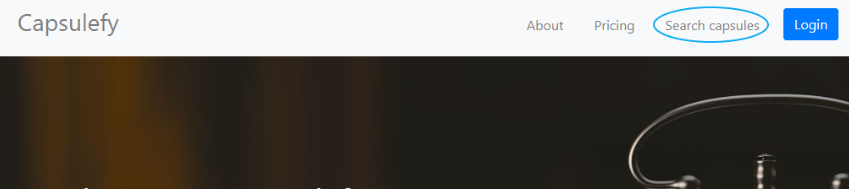 Capsulefy
About
Pricing
Search capsules
Login